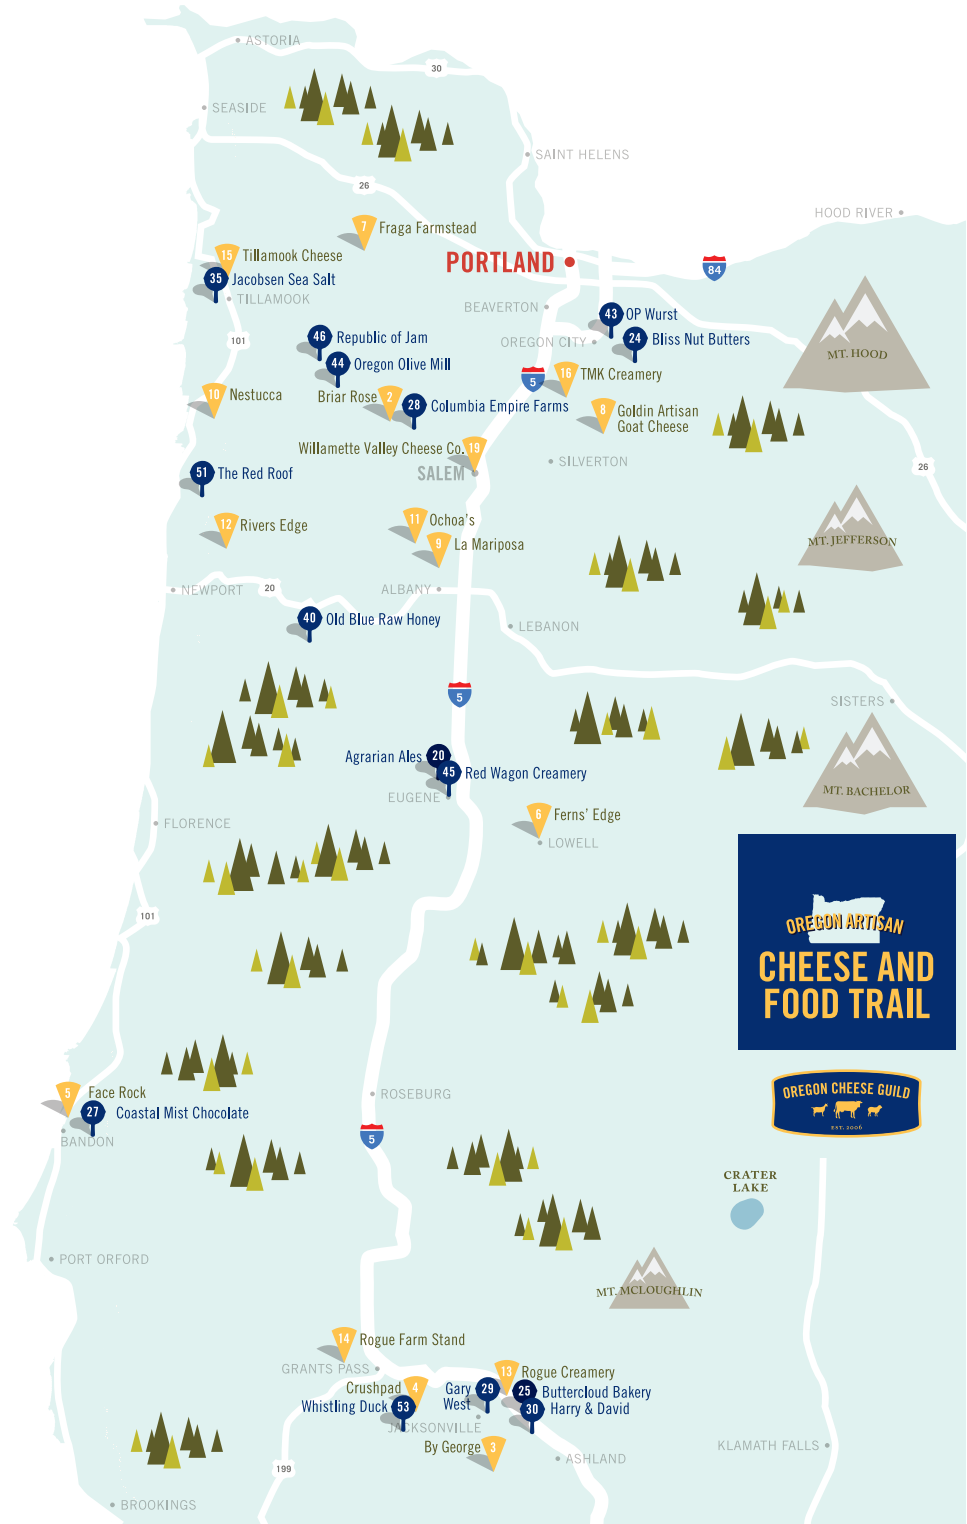 ASTORIA
30
SEASIDE
SAINT HELENS
26
HOOD RIVER
7 Fraga Farmstead
15 Tillamook Cheese
PORTLAND
84
35 Jacobsen Sea Salt
TILLAMOOK
BEAVERTON
43 OP Wurst
101
46 Republic of Jam
OREGON CITY
24 Bliss Nut Butters
MT. HOOD
44 Oregon Olive Mill
16 TMK Creamery
5
10 Nestucca
Briar Rose 2
28 Columbia Empire Farms
8 Goldin Artisan
Goat Cheese
Willamette Valley Cheese Co. 19
SILVERTON
26
51 The Red Roof
SALEM
12 Rivers Edge
11 Ochoa's
9 La Mariposa
MT. JEFFERSON
NEWPORT
20
ALBANY
40 Old Blue Raw Honey
LEBANON
5
SISTERS
Agrarian Ales 20
45 Red Wagon Creamery
MT. BACHELOR
EUGENE
6 Ferns' Edge
FLORENCE
LOWELL
101
OREGON ARTISAN
CHEESE AND
FOOD TRAIL
5 Face Rock
27 Coastal Mist Chocolate
BANDON
ROSEBURG
OREGON CHEESE GUILD
EST. 2006
5
CRATER
LAKE
PORT ORFORD
MT. MCLOUGHLIN
14 Rogue Farm Stand
GRANTS PASS
13 Rogue Creamery
Crushpad 4
Gary
West
29
25 Buttercloud Bakery
Whistling Duck 53
30 Harry & David
JACKSONVILLE
By George 3
ASHLAND
KLAMATH FALLS
199
BROOKINGS